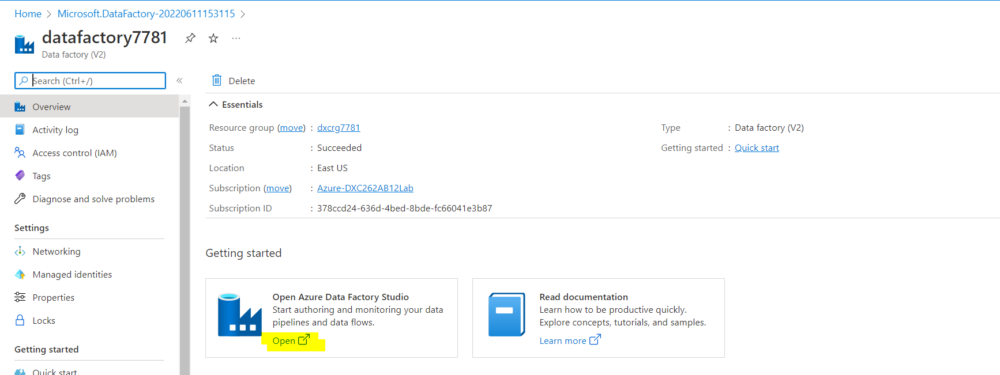 Home > Microsoft.DataFactory-20220611153115 >
datafactory7781 ...
Data factory (V2)
Search (Ctrl+/) «
Delete
Overview
Activity log
Access control (IAM)
Tags
Diagnose and solve problems
Settings
Networking
Managed identities
Properties
Locks
Getting started
Quick start
Essentials
Resource group (move) : dxcrg7781
Status : Succeeded
Location : East US
Subscription (move) : Azure-DXC262AB12Lab
Subscription ID : 378ccd24-636d-4bed-8bde-fc66041e3b87
Type : Data factory (V2)
Getting started : Quick start
Getting started
Open Azure Data Factory Studio
Start authoring and monitoring your data
pipelines and data flows.
Open
Read documentation
Learn how to be productive quickly.
Explore concepts, tutorials, and samples.
Learn more